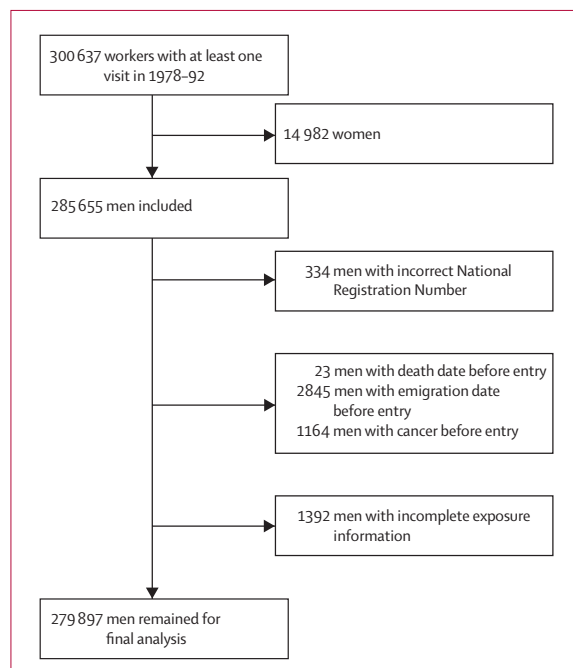 300 637 workers with at least one
visit in 1978–92
14 982 women
285 655 men included
334 men with incorrect National
Registration Number
23 men with death date before entry
2845 men with emigration date
before entry
1164 men with cancer before entry
1392 men with incomplete exposure
information
279 897 men remained for
final analysis